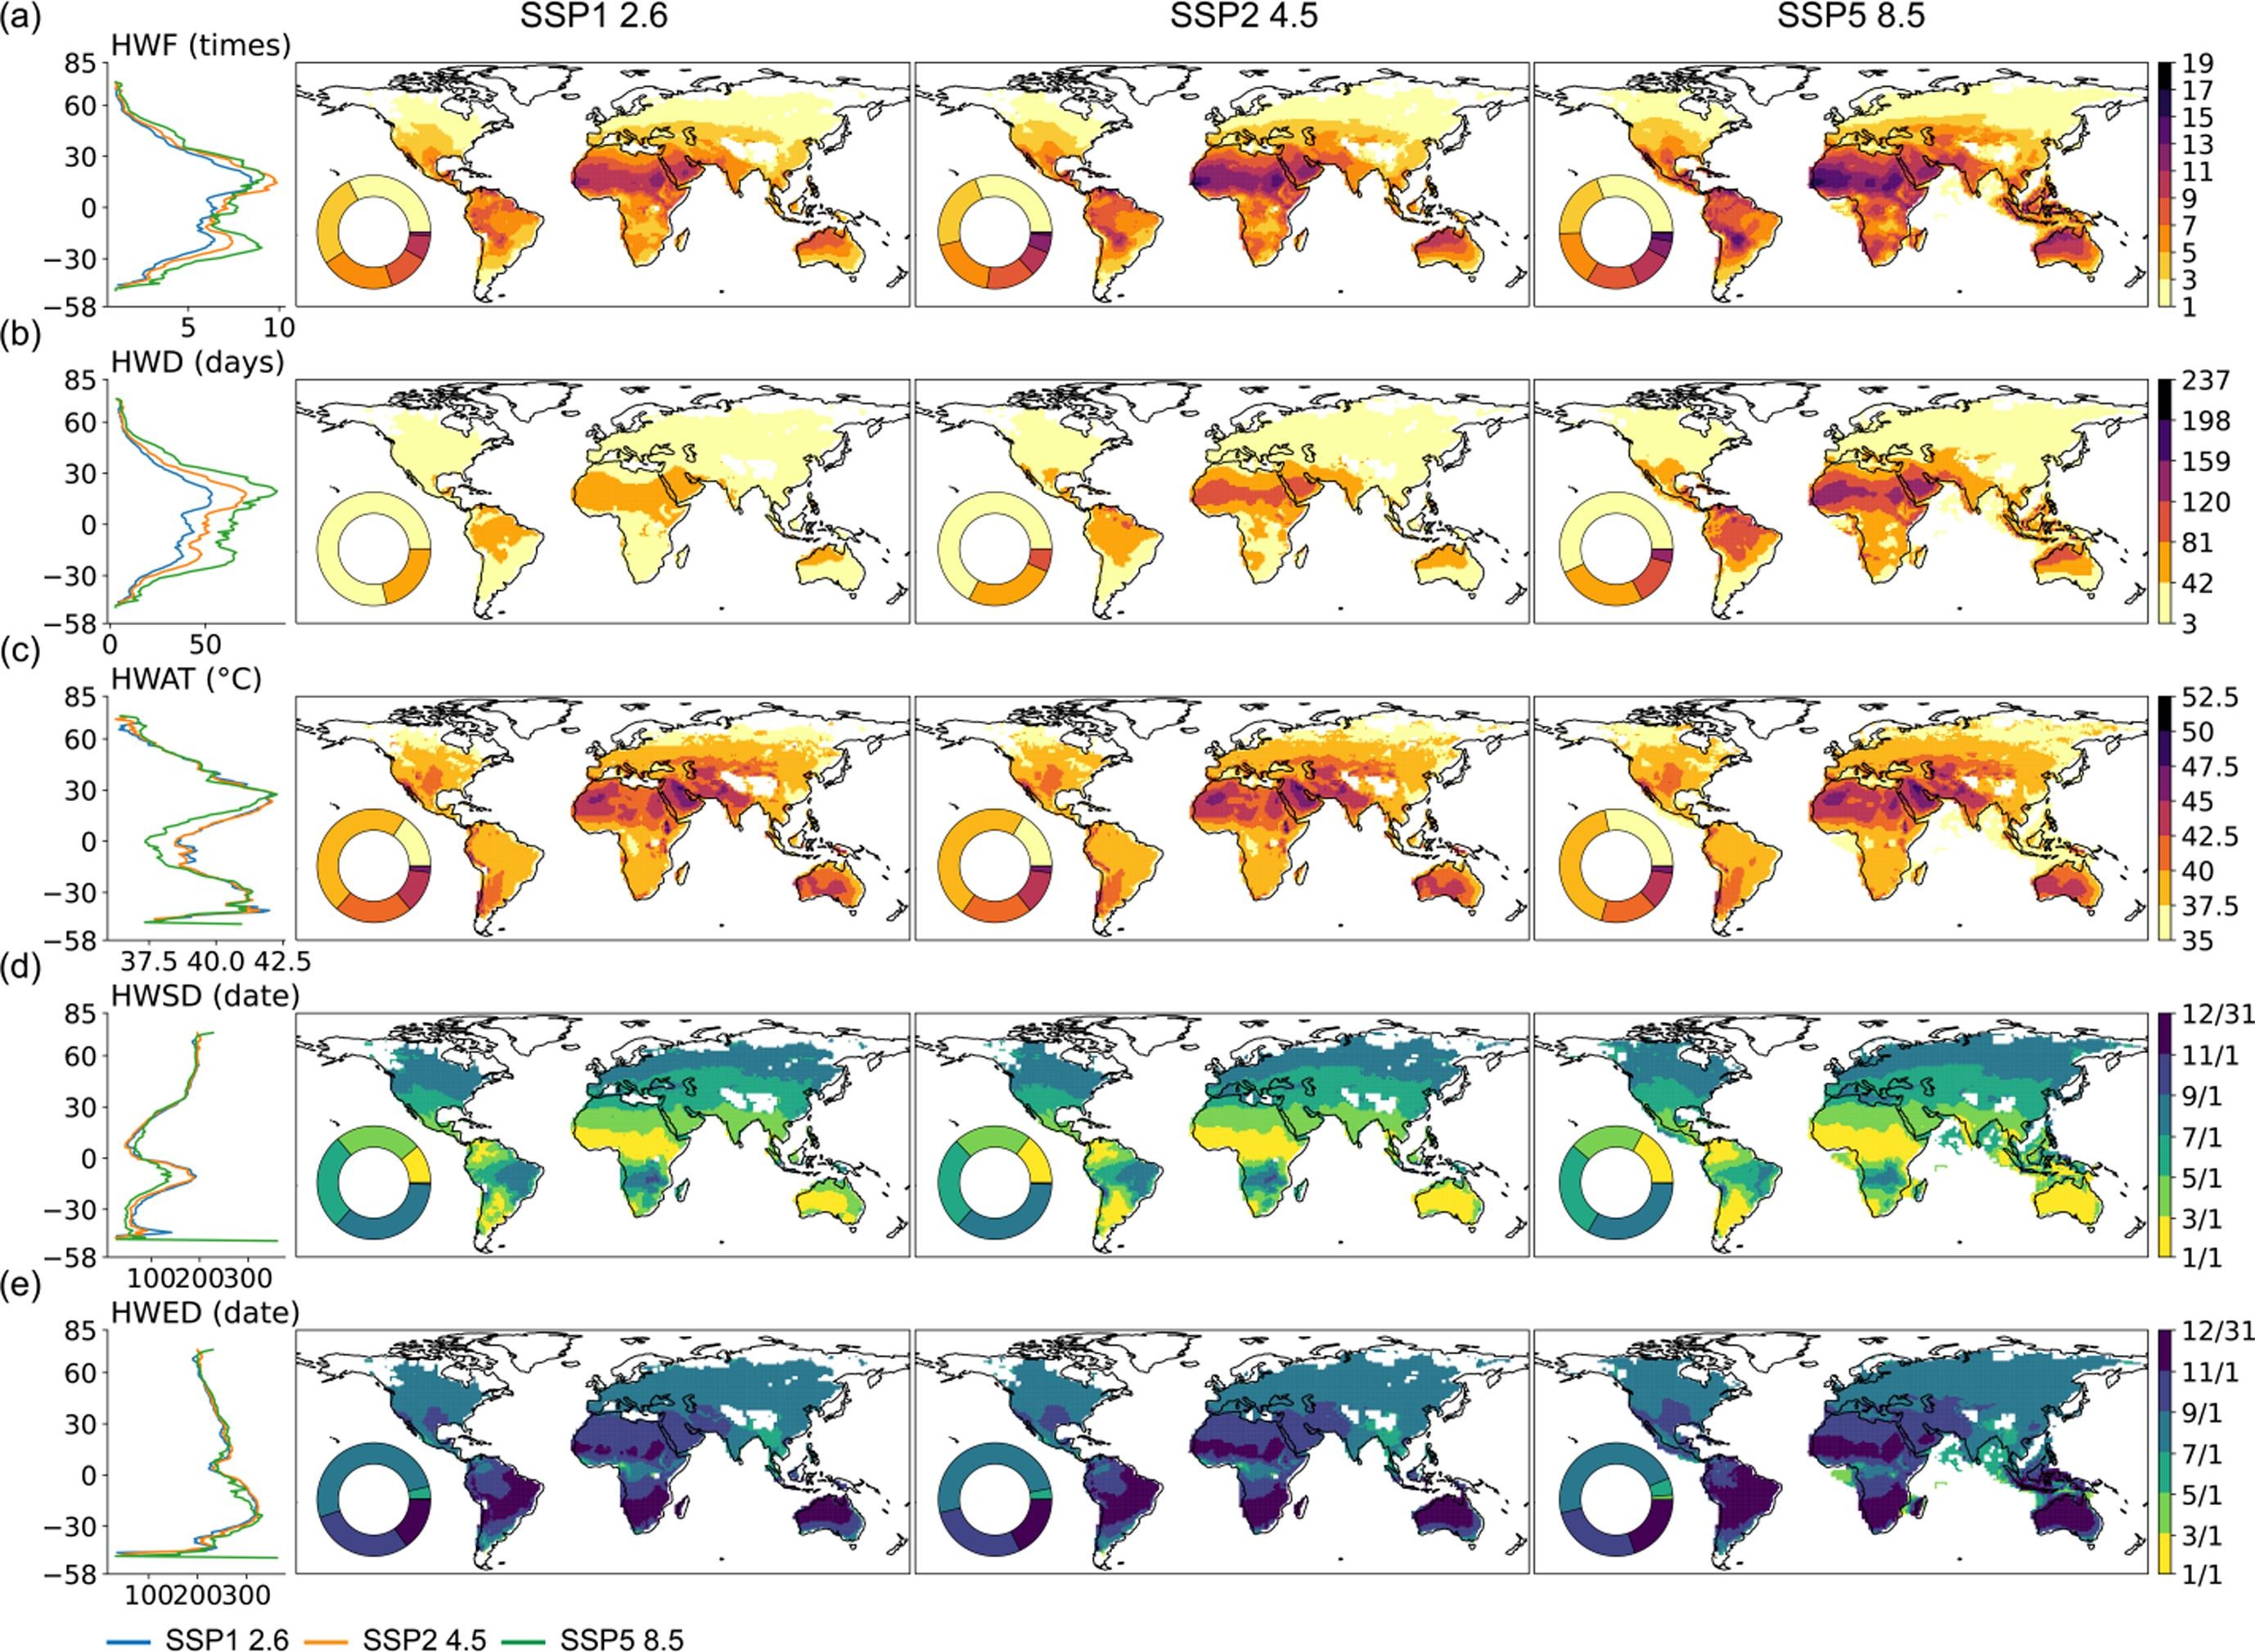 (a) SSP1 2.6 SSP2 4.5 SSP5 8.5
HWF (times)
85 60 30 0 −30 −58
5 10
19 17 15 13 11 9 7 5 3 1
(b)
HWD (days)
85 60 30 0 −30 −58
0 50
237 198 159 120 81 42 3
(c)
HWAT (°C)
85 60 30 0 −30 −58
37.5 40.0 42.5
52.5 50 47.5 45 42.5 40 37.5 35
(d)
HWSD (date)
85 60 30 0 −30 −58
100200300
12/31 11/1 9/1 7/1 5/1 3/1 1/1
(e)
HWED (date)
85 60 30 0 −30 −58
100200300
12/31 11/1 9/1 7/1 5/1 3/1 1/1
SSP1 2.6 SSP2 4.5 SSP5 8.5